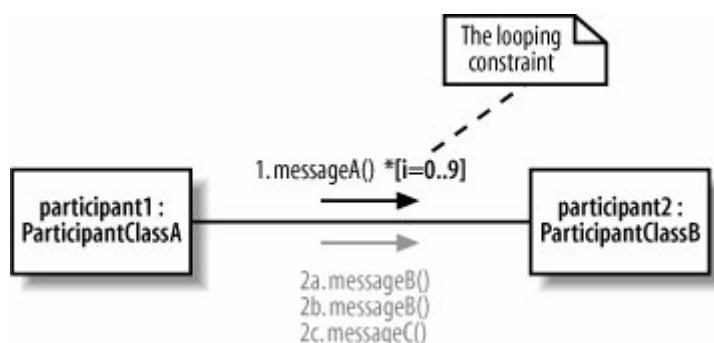 The looping
constraint
1. messageA() *[i=0..9]
participant1 :
ParticipantClassA
participant2 :
ParticipantClassB
2a. messageB()
2b. messageB()
2c. messageC()